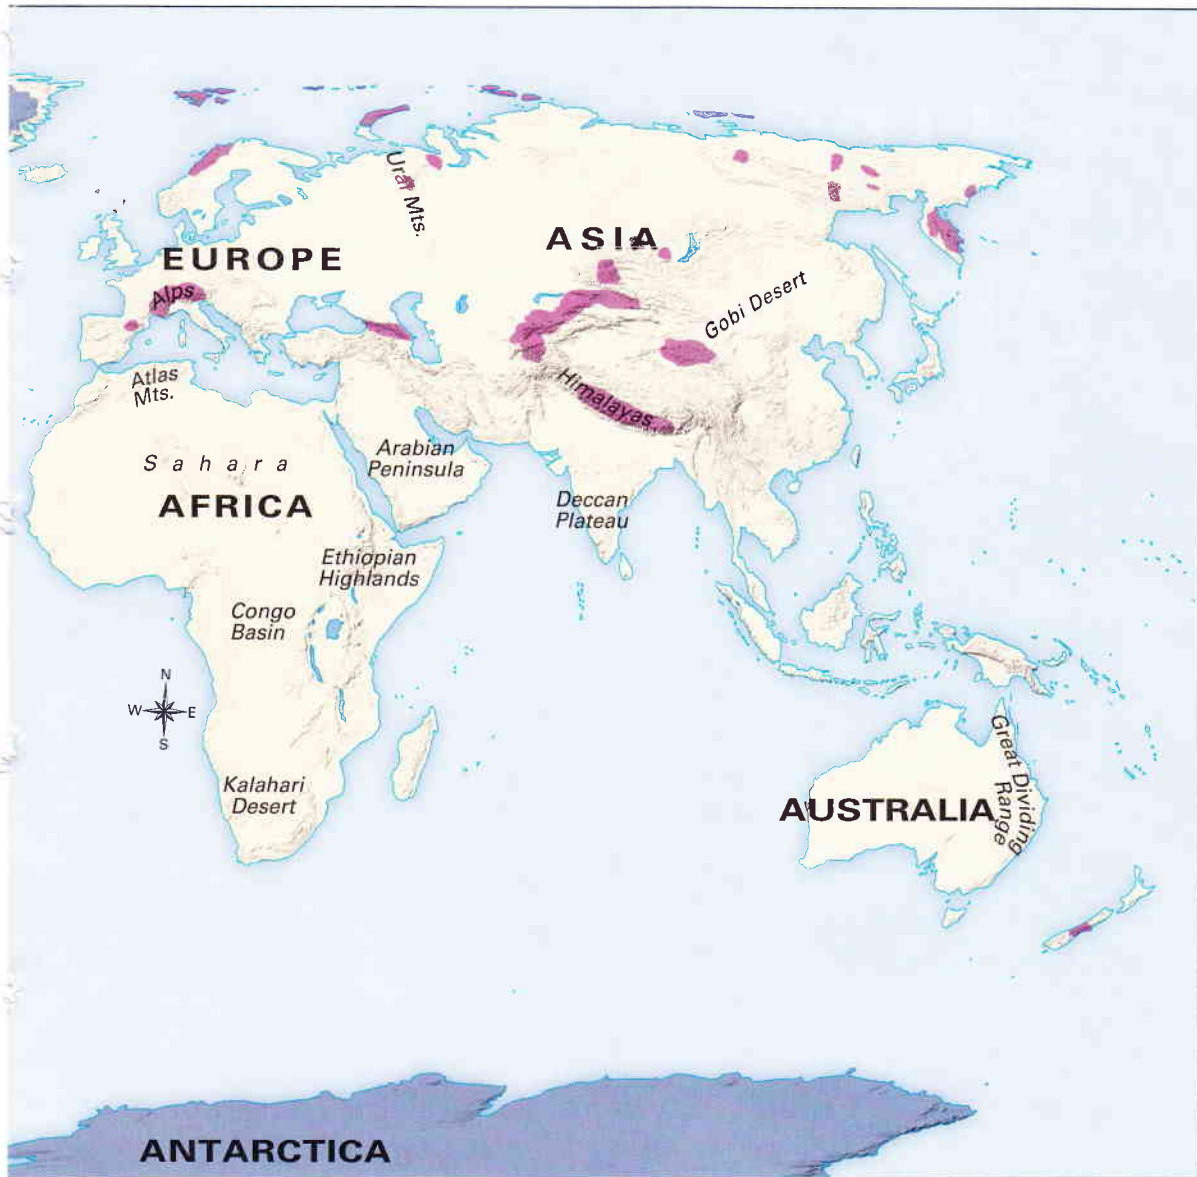 Ural Mts.
ASIA
EUROPE
Alps
Gobi Desert
Himalayas
Atlas
Mts.
Sahara
Arabian
Peninsula
AFRICA
Deccan
Plateau
Ethiopian
Highlands
Congo
Basin
N
W E
S
Kalahari
Desert
Great Dividing
Range
AUSTRALIA
ANTARCTICA